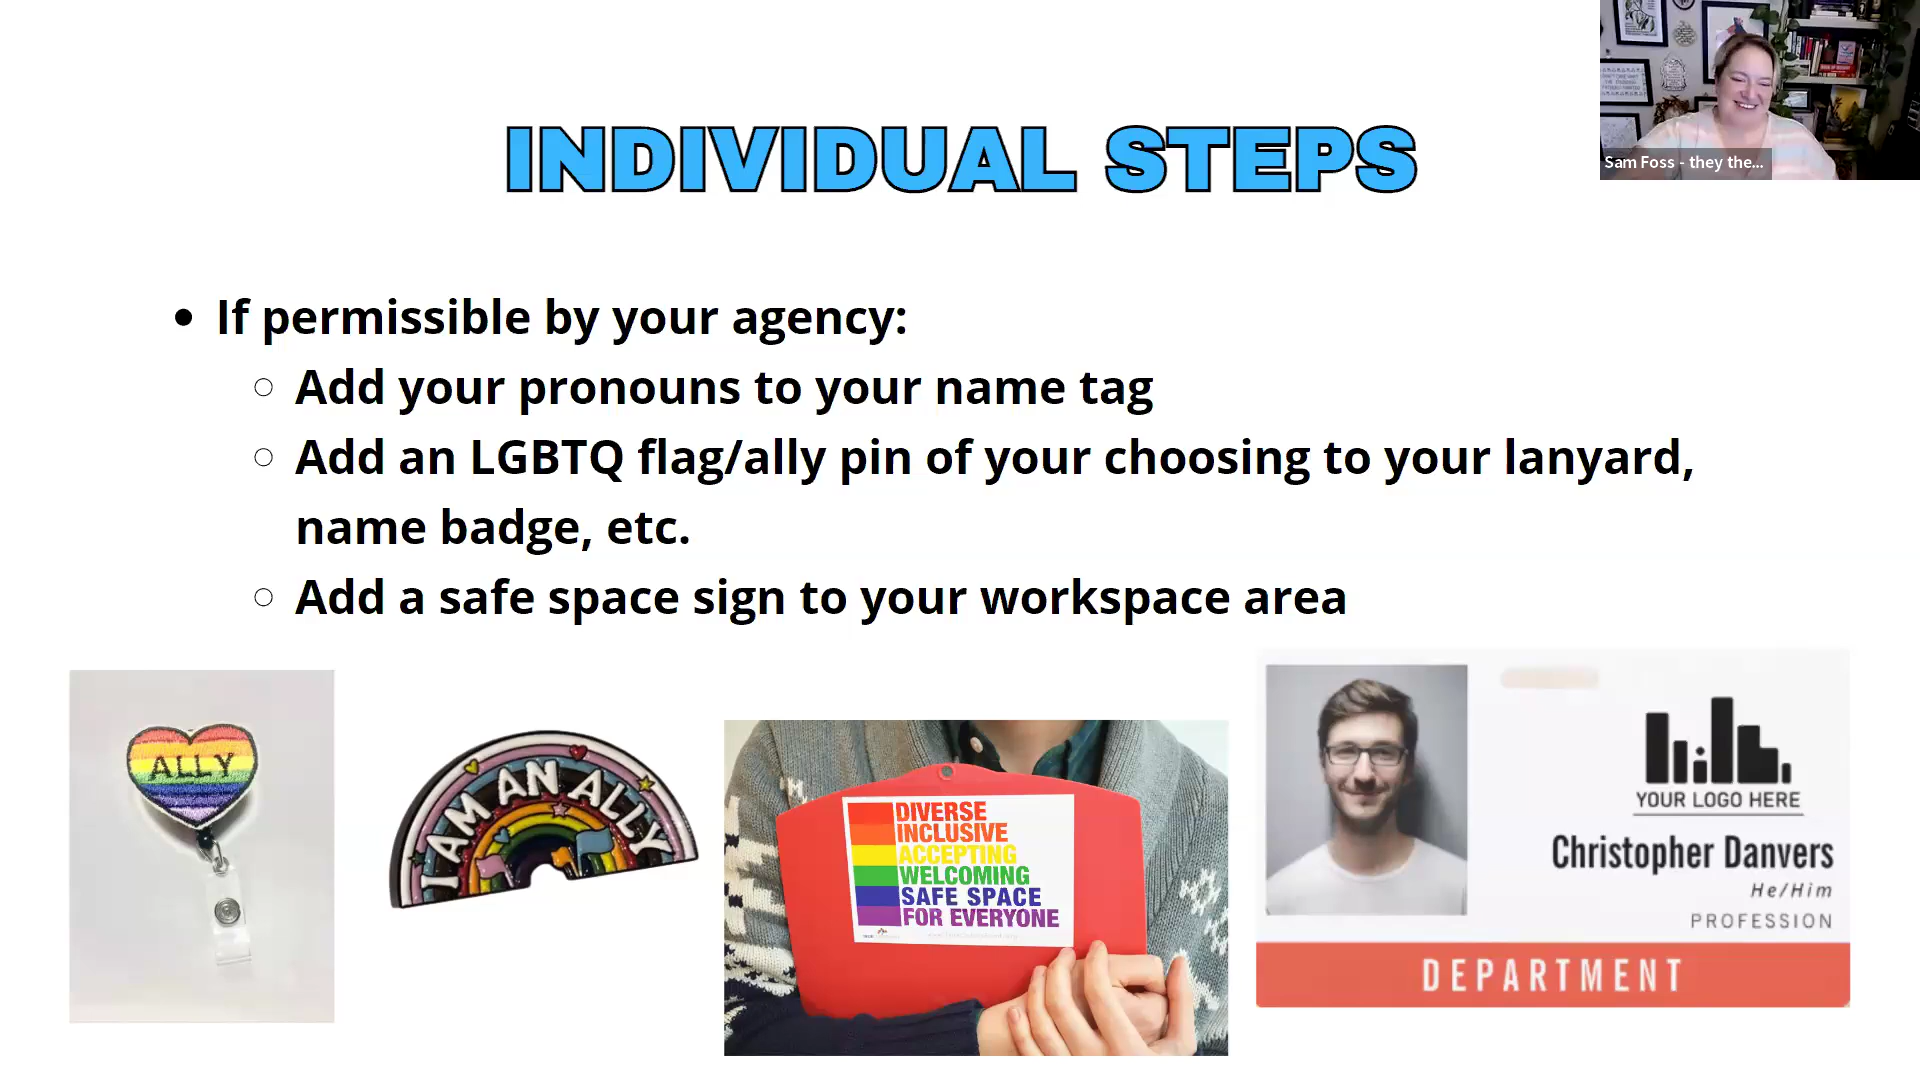 INDIVIDUAL STEPS
Sam Foss - they the...
If permissible by your agency:
Add your pronouns to your name tag
Add an LGBTQ flag/ally pin of your choosing to your lanyard,
name badge, etc.
Add a safe space sign to your workspace area
ALLY
I AM AN ALLY
DIVERSE
INCLUSIVE
ACCEPTING
WELCOMING
SAFE SPACE
FOR EVERYONE
YOUR LOGO HERE
Christopher Danvers
He/Him
PROFESSION
DEPARTMENT